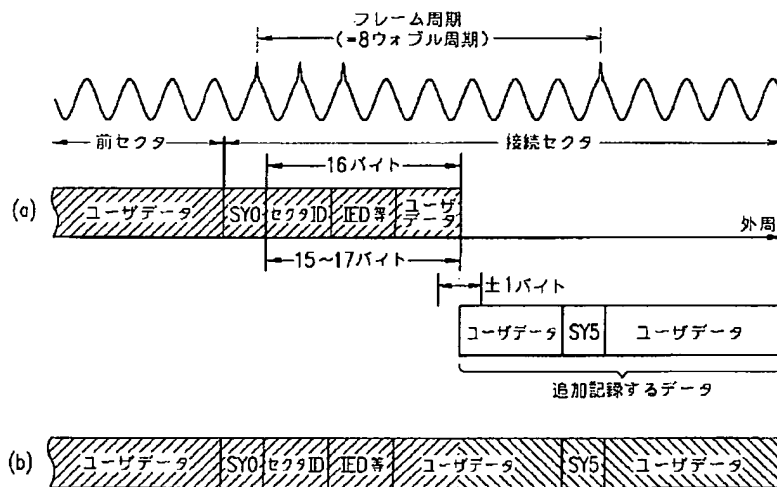 フレーム周期
(=8ウォブル周期)
前セクタ
接続セクタ
16バイト
(a)
ユーザデータ
SY0
セクタID
IED等
ユーザデータ
外周
15~17バイト
±1バイト
ユーザデータ
SY5
ユーザデータ
追加記録するデータ
(b)
ユーザデータ
SY0
セクタID
IED等
ユーザデータ
SY5
ユーザデータ